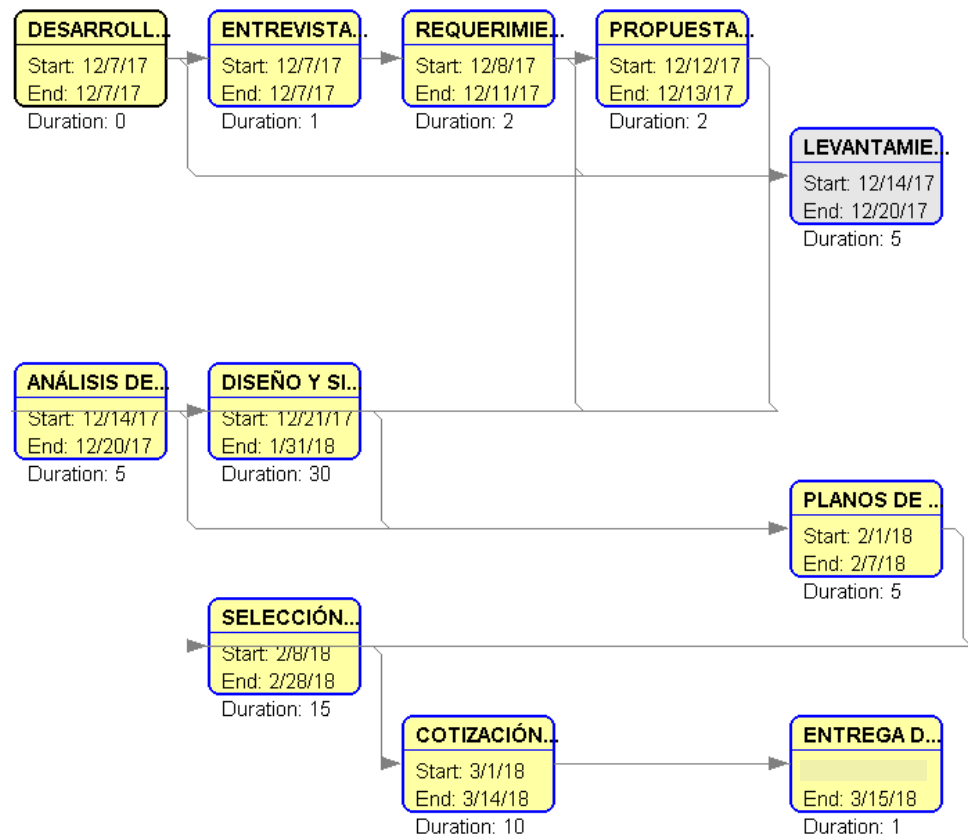 DESARROLL...
Start: 12/7/17
End: 12/7/17
Duration: 0
ENTREVISTA...
Start: 12/7/17
End: 12/7/17
Duration: 1
REQUERIMIE...
Start: 12/8/17
End: 12/11/17
Duration: 2
PROPUESTA...
Start: 12/12/17
End: 12/13/17
Duration: 2
LEVANTAMIE...
Start: 12/14/17
End: 12/20/17
Duration: 5
ANÁLISIS DE...
Start: 12/14/17
End: 12/20/17
Duration: 5
DISEÑO Y SI...
Start: 12/21/17
End: 1/31/18
Duration: 30
PLANOS DE ...
Start: 2/1/18
End: 2/7/18
Duration: 5
SELECCIÓN...
Start: 2/8/18
End: 2/28/18
Duration: 15
COTIZACIÓN...
Start: 3/1/18
End: 3/14/18
Duration: 10
ENTREGA D...
End: 3/15/18
Duration: 1